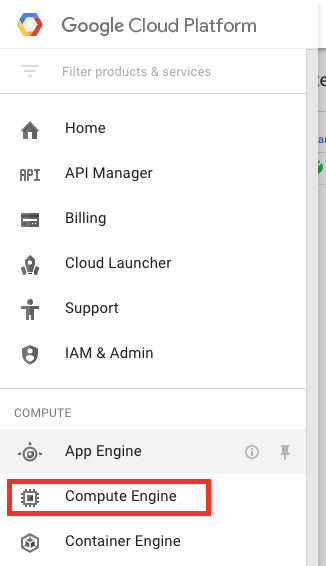 Google Cloud Platform
Filter products & services
Home
API API Manager
Billing
Cloud Launcher
Support
IAM & Admin
COMPUTE
App Engine
Compute Engine
Container Engine